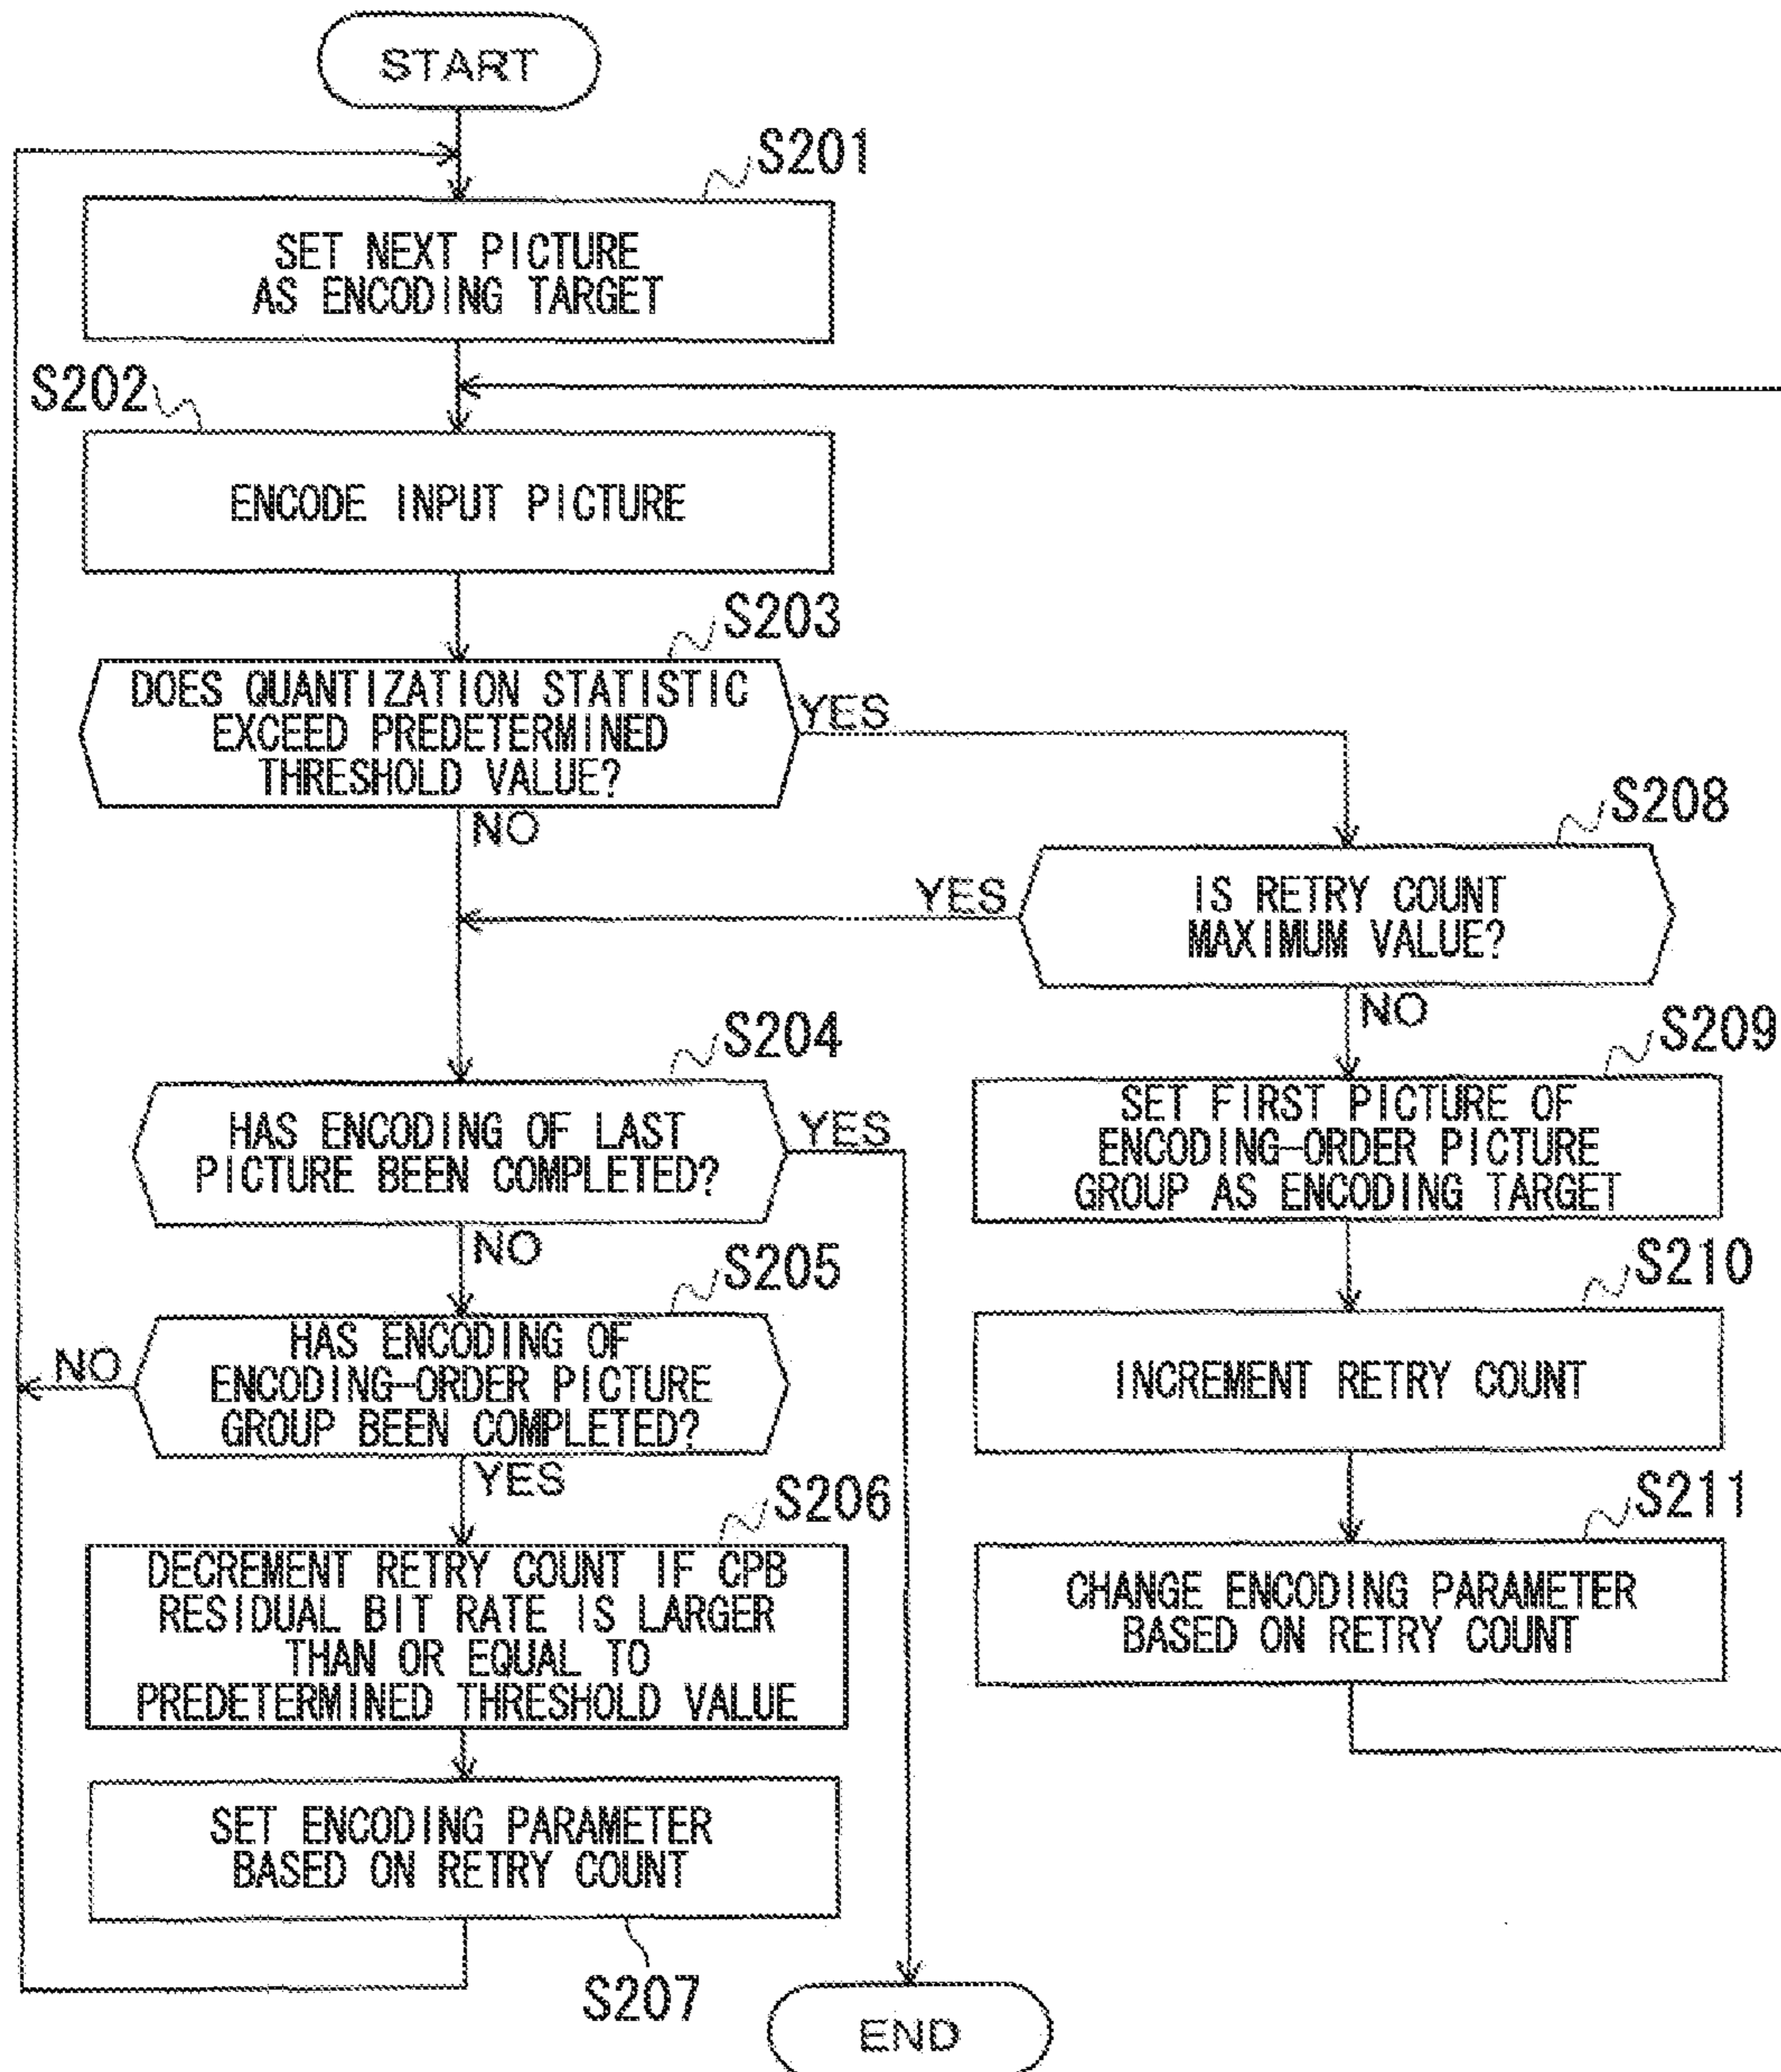 START
S201
SET NEXT PICTURE
AS ENCODING TARGET
S202
ENCODE INPUT PICTURE
S203
DOES QUANTIZATION STATISTIC
EXCEED PREDETERMINED
THRESHOLD VALUE?
YES
NO
S208
IS RETRY COUNT
MAXIMUM VALUE?
YES
NO
S204
HAS ENCODING OF LAST
PICTURE BEEN COMPLETED?
YES
NO
S209
SET FIRST PICTURE OF
ENCODING-ORDER PICTURE
GROUP AS ENCODING TARGET
S205
HAS ENCODING OF
ENCODING-ORDER PICTURE
GROUP BEEN COMPLETED?
NO
YES
S210
INCREMENT RETRY COUNT
S206
DECREMENT RETRY COUNT IF CPB
RESIDUAL BIT RATE IS LARGER
THAN OR EQUAL TO
PREDETERMINED THRESHOLD VALUE
S211
CHANGE ENCODING PARAMETER
BASED ON RETRY COUNT
SET ENCODING PARAMETER
BASED ON RETRY COUNT
S207
END